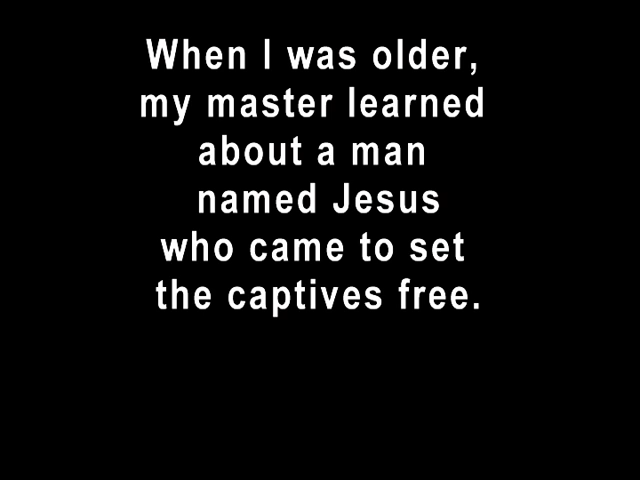 When I was older,
my master learned
about a man
named Jesus
who came to set
the captives free.